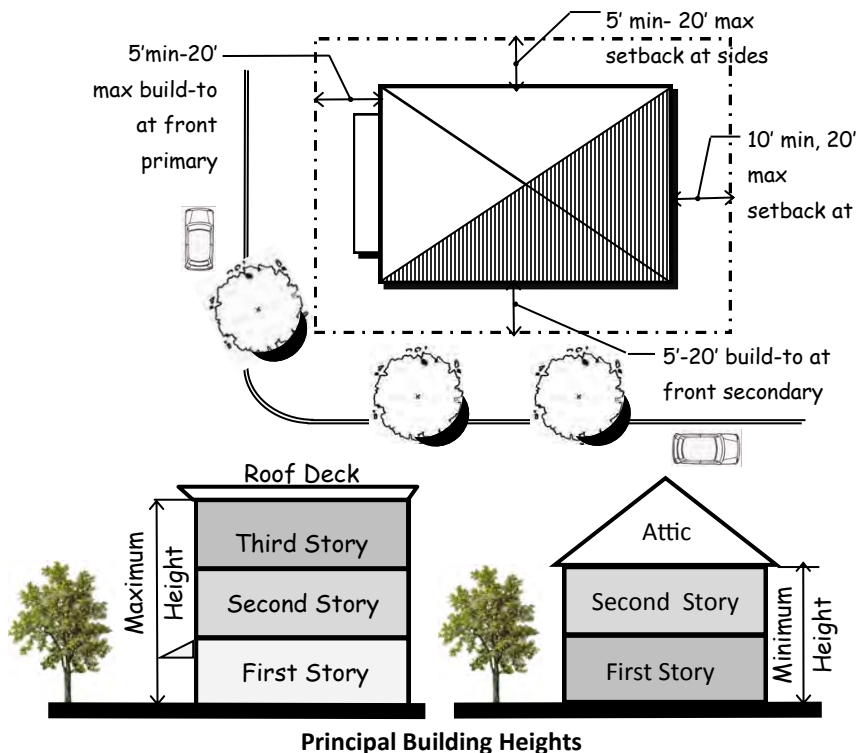 5' min- 20' max
setback at sides
5'min-20'
max build-to
at front
primary
10' min, 20'
max
setback at
5'-20' build-to at
front secondary
Roof Deck
Third Story
Second Story
First Story
Maximum
Height
Attic
Second Story
First Story
Minimum
Height
Principal Building Heights